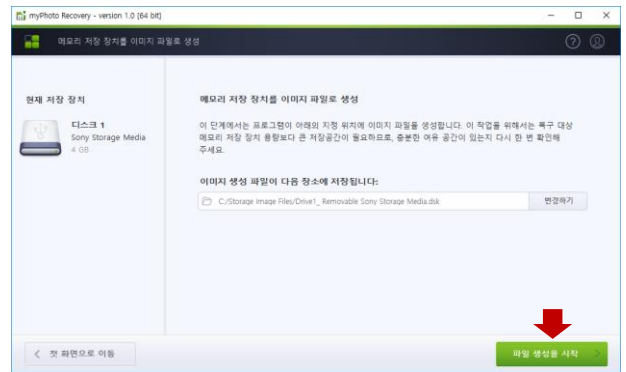 myPhoto Recovery - version 1.0 (64 bit)
메모리 저장 장치를 이미지 파일로 생성
현재 저장 장치
디스크 1
Sony Storage Media
4 GB
메모리 저장 장치를 이미지 파일로 생성
이 단계에서는 프로그램이 아래의 지정 위치에 이미지 파일을 생성합니다. 이 작업을 위해서는 복구 대상
메모리 저장 장치 용량보다 큰 저장공간이 필요하므로, 충분한 여유 공간이 있는지 다시 한 번 확인해
주세요.
이미지 생성 파일이 다음 장소에 저장됩니다:
C:/Storage Image Files/Drive1_ Removable Sony Storage Media.dsk
변경하기
첫 화면으로 이동
파일 생성을 시작